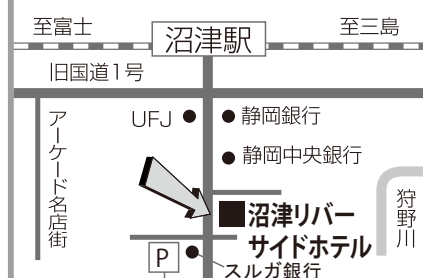 至富士
沼津駅
至三島
旧国道1号
UFJ
静岡銀行
静岡中央銀行
アーケード名店街
狩野川
沼津リバー
サイドホテル
P
スルガ銀行